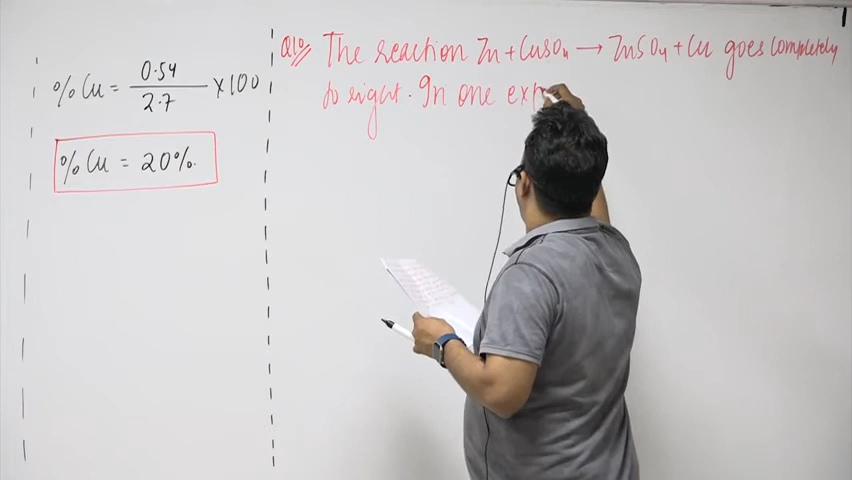 %Cu = 0.54 / 2.7 ×100
%Cu = 20%.
Q10 The reaction Zn + CuSO₄ → ZnSO₄ + Cu goes completely
to right. In one exp